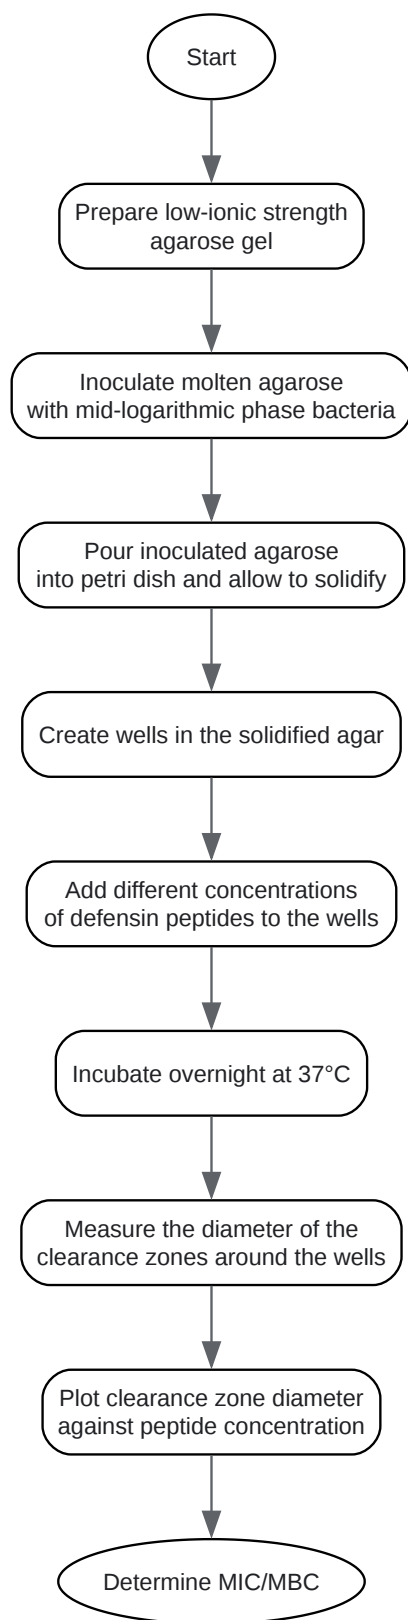 Start
Prepare low-ionic strength
agarose gel
Inoculate molten agarose
with mid-logarithmic phase bacteria
Pour inoculated agarose
into petri dish and allow to solidify
Create wells in the solidified agar
Add different concentrations
of defensin peptides to the wells
Incubate overnight at 37°C
Measure the diameter of the
clearance zones around the wells
Plot clearance zone diameter
against peptide concentration
Determine MIC/MBC